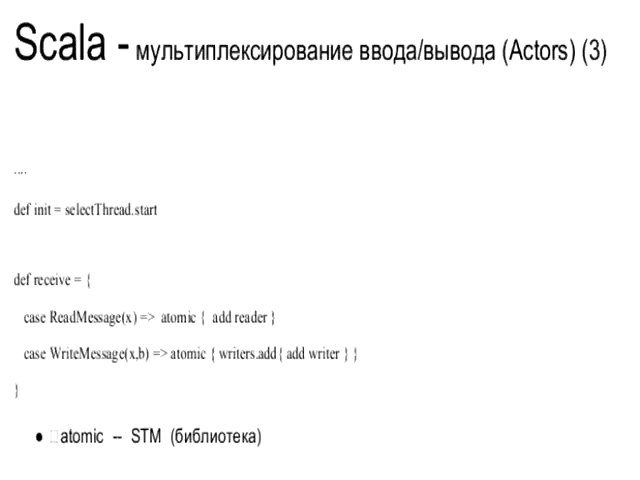 Scala - мультиплексирование ввода/вывода (Actors) (3)
....
def init = selectThread.start
def receive = {
case ReadMessage(x) => atomic { add reader }
case WriteMessage(x,b) => atomic { writers.add{ add writer } }
}
● atomic -- STM (библиотека)